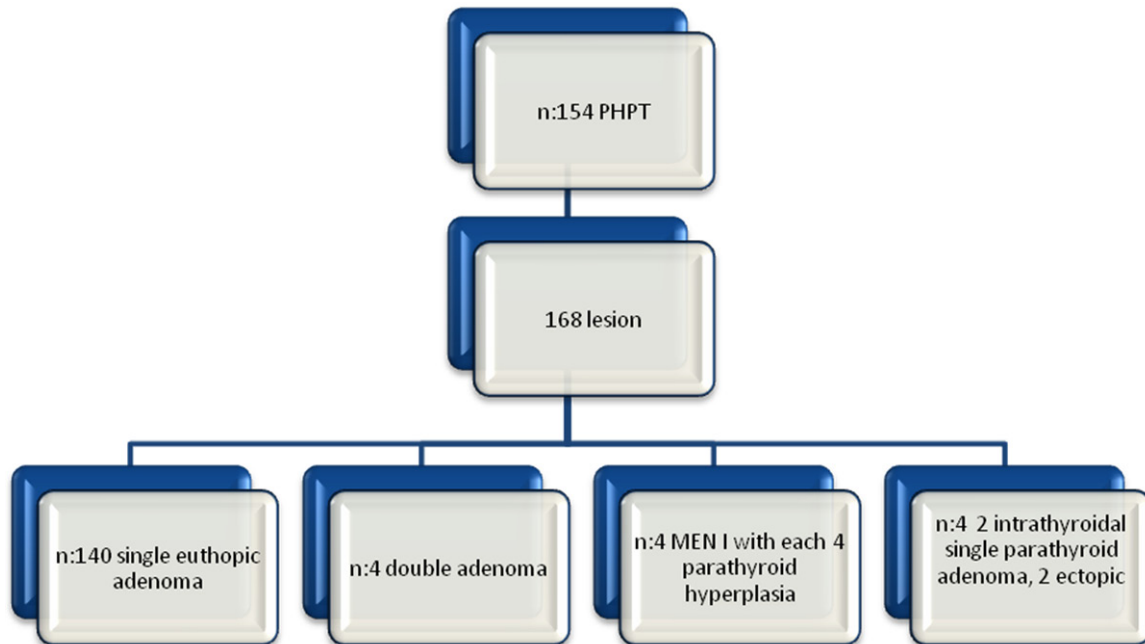 n:154 PHPT
168 lesion
n:140 single euthopic
adenoma
n:4 double adenoma
n:4 MEN I with each 4
parathyroid
hyperplasia
n:4 2 intrathyroidal
single parathyroid
adenoma, 2 ectopic